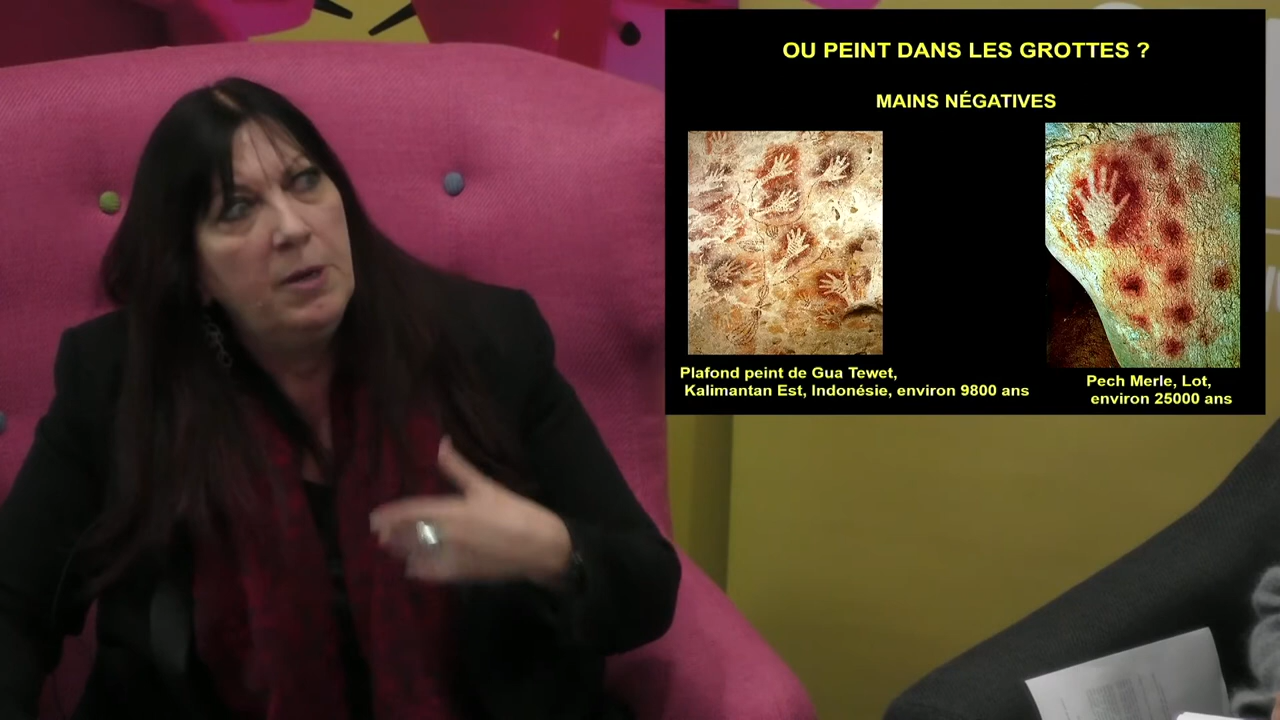 OU PEINT DANS LES GROTTES ?
MAINS NÉGATIVES
Plafond peint de Gua Tewet,
Kalimantan Est, Indonésie, environ 9800 ans
Pech Merle, Lot,
environ 25000 ans